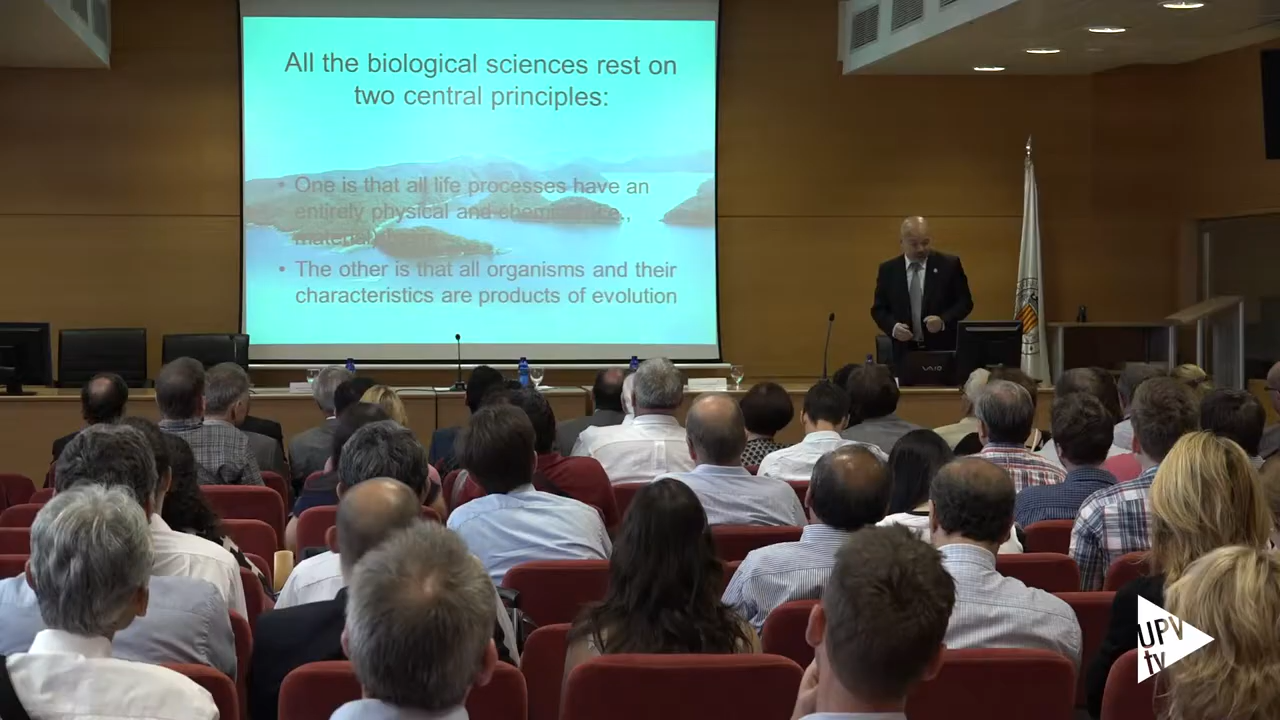 All the biological sciences rest on
two central principles:
• One is that all life processes have an
entirely physical and chemical (i.e.,
material)
• The other is that all organisms and their
characteristics are products of evolution
VAIO
UPV
tv